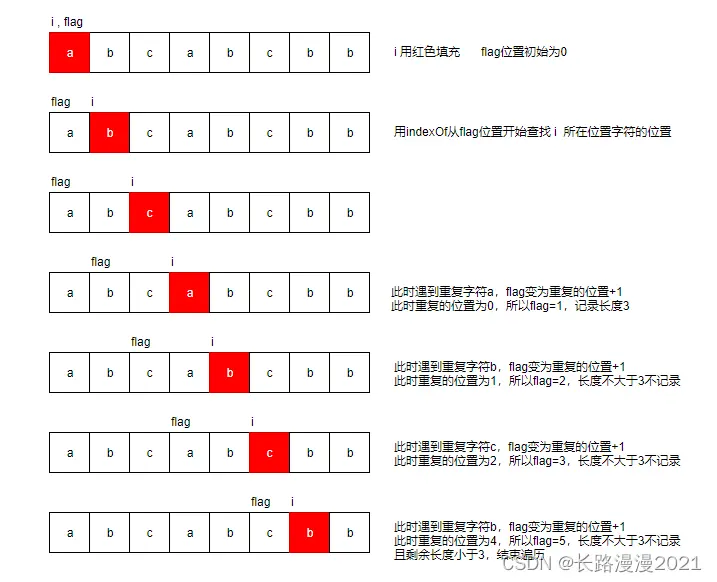 i , flag
a b c a b c b b
i 用红色填充 flag位置初始为0
flag i
a b c a b c b b
用indexOf从flag位置开始查找 i 所在位置字符的位置
flag i
a b c a b c b b
flag i
a b c a b c b b
此时遇到重复字符a，flag变为重复的位置+1
此时重复的位置为0，所以flag=1，记录长度3
flag i
a b c a b c b b
此时遇到重复字符b，flag变为重复的位置+1
此时重复的位置为1，所以flag=2，长度不大于3不记录
flag i
a b c a b c b b
此时遇到重复字符c，flag变为重复的位置+1
此时重复的位置为2，所以flag=3，长度不大于3不记录
flag i
a b c a b c b b
此时遇到重复字符b，flag变为重复的位置+1
此时重复的位置为4，所以flag=5，长度不大于3不记录
且剩余长度小于3，结束遍历
CSDN @长路漫漫2021